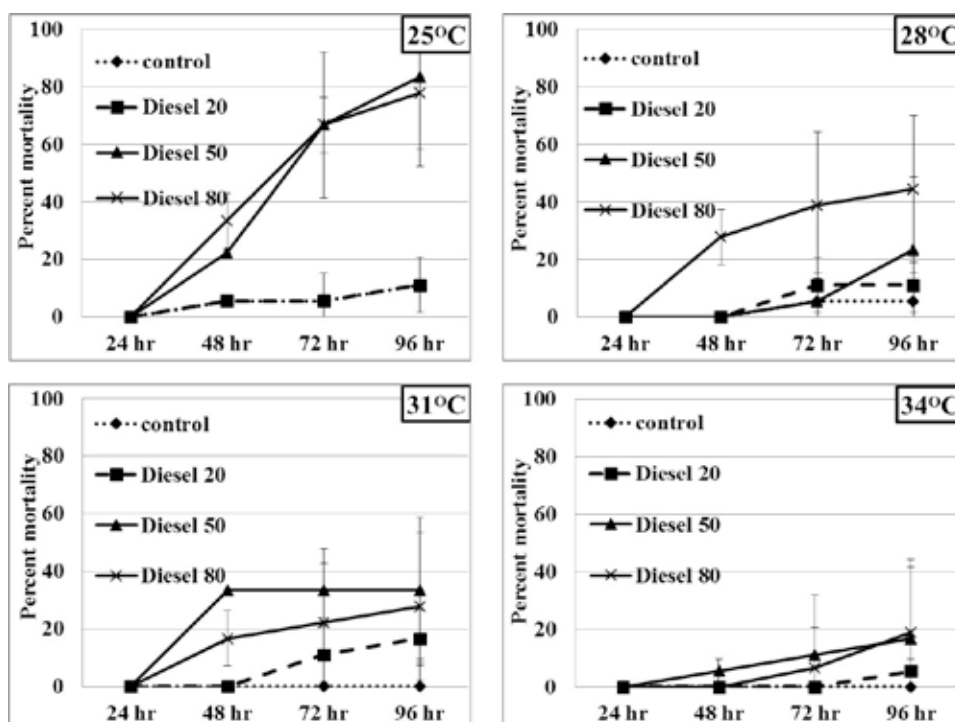 25°C
Percent mortality
100
80
60
40
20
0
control
Diesel 20
Diesel 50
Diesel 80
24 hr 48 hr 72 hr 96 hr
28°C
Percent mortality
100
80
60
40
20
0
control
Diesel 20
Diesel 50
Diesel 80
24 hr 48 hr 72 hr 96 hr
31°C
Percent mortality
100
80
60
40
20
0
control
Diesel 20
Diesel 50
Diesel 80
24 hr 48 hr 72 hr 96 hr
34°C
Percent mortality
100
80
60
40
20
0
control
Diesel 20
Diesel 50
Diesel 80
24 hr 48 hr 72 hr 96 hr